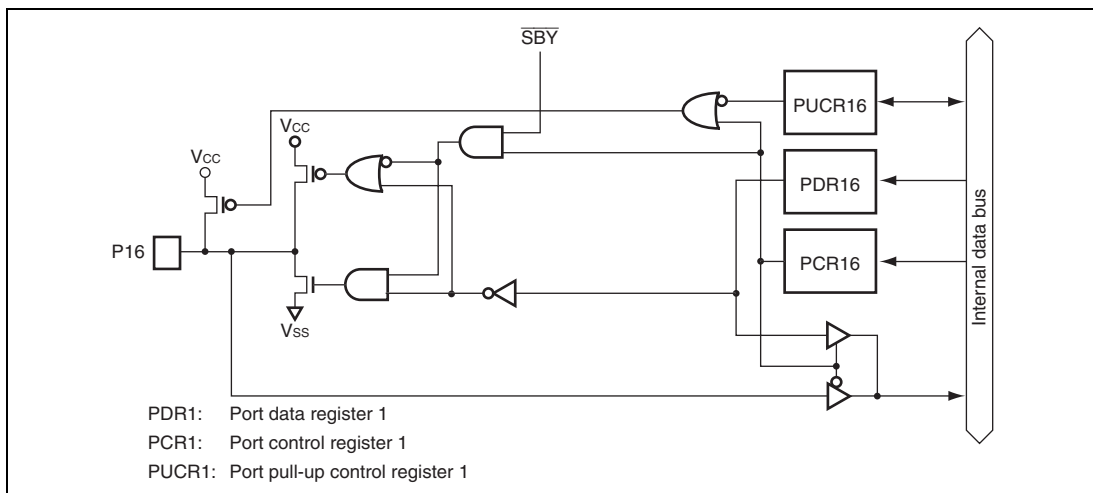 SBY
PUCR16
VCC
VCC
PDR16
P16
PCR16
Internal data bus
VSS
PDR1: Port data register 1
PCR1: Port control register 1
PUCR1: Port pull-up control register 1